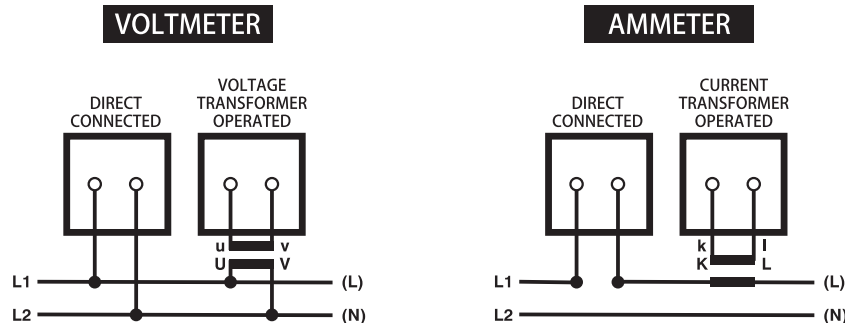 VOLTMETER
DIRECT
CONNECTED
VOLTAGE
TRANSFORMER
OPERATED
u v
U V
L1 (L)
L2 (N)
AMMETER
DIRECT
CONNECTED
CURRENT
TRANSFORMER
OPERATED
k l
K L
L1 (L)
L2 (N)